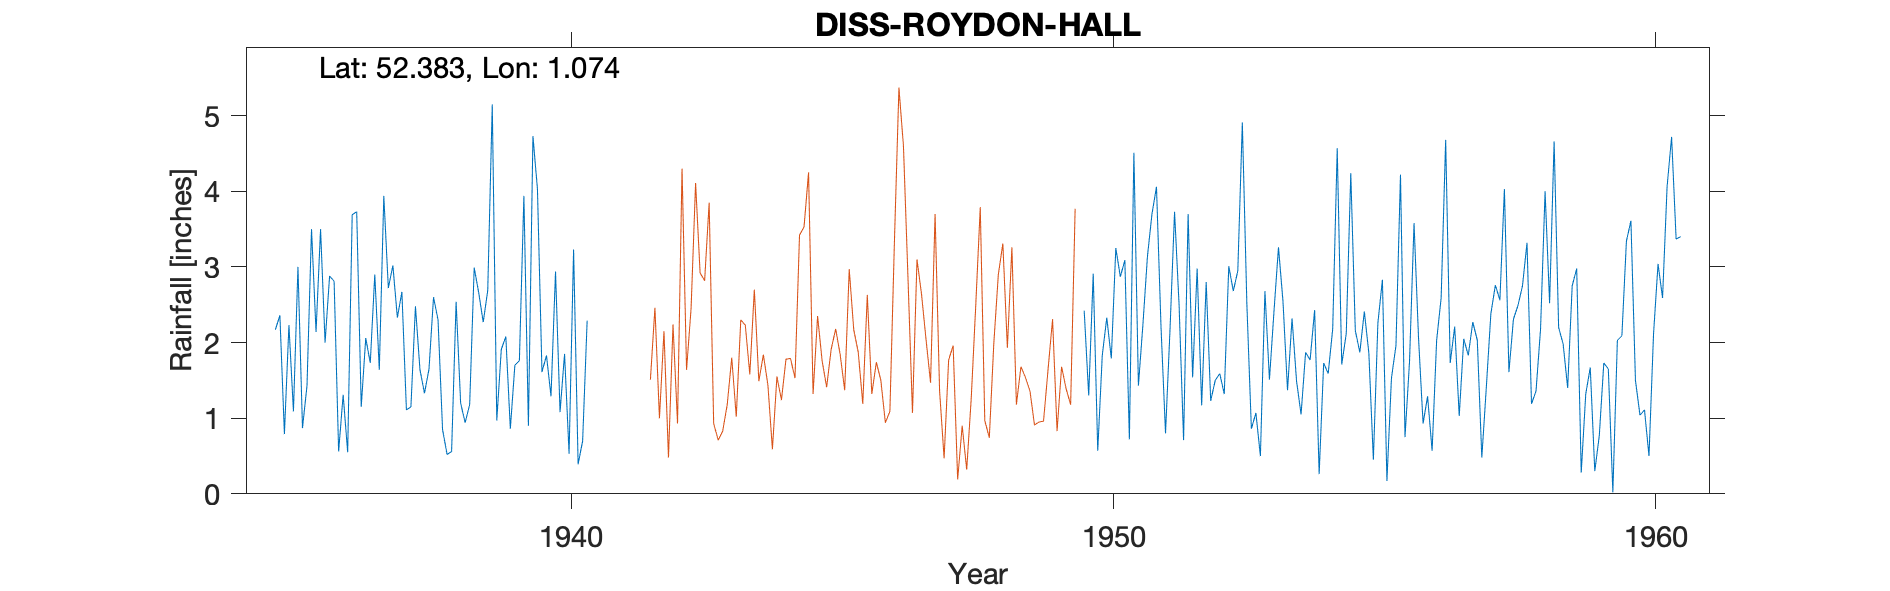 DISS-ROYDON-HALL
Lat: 52.383, Lon: 1.074
Rainfall [inches]
5
4
3
2
1
0
1940 1950 1960
Year